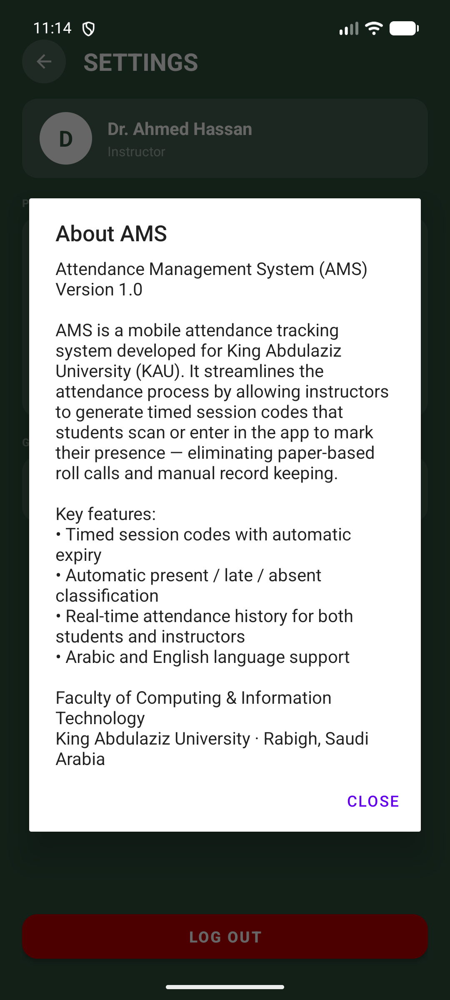 11:14
SETTINGS
D
Dr. Ahmed Hassan
Instructor
P
About AMS
Attendance Management System (AMS)
Version 1.0
AMS is a mobile attendance tracking
system developed for King Abdulaziz
University (KAU). It streamlines the
attendance process by allowing instructors
to generate timed session codes that
students scan or enter in the app to mark
their presence — eliminating paper-based
roll calls and manual record keeping.
G
Key features:
• Timed session codes with automatic
expiry
• Automatic present / late / absent
classification
• Real-time attendance history for both
students and instructors
• Arabic and English language support
Faculty of Computing & Information
Technology
King Abdulaziz University · Rabigh, Saudi
Arabia
CLOSE
LOG OUT